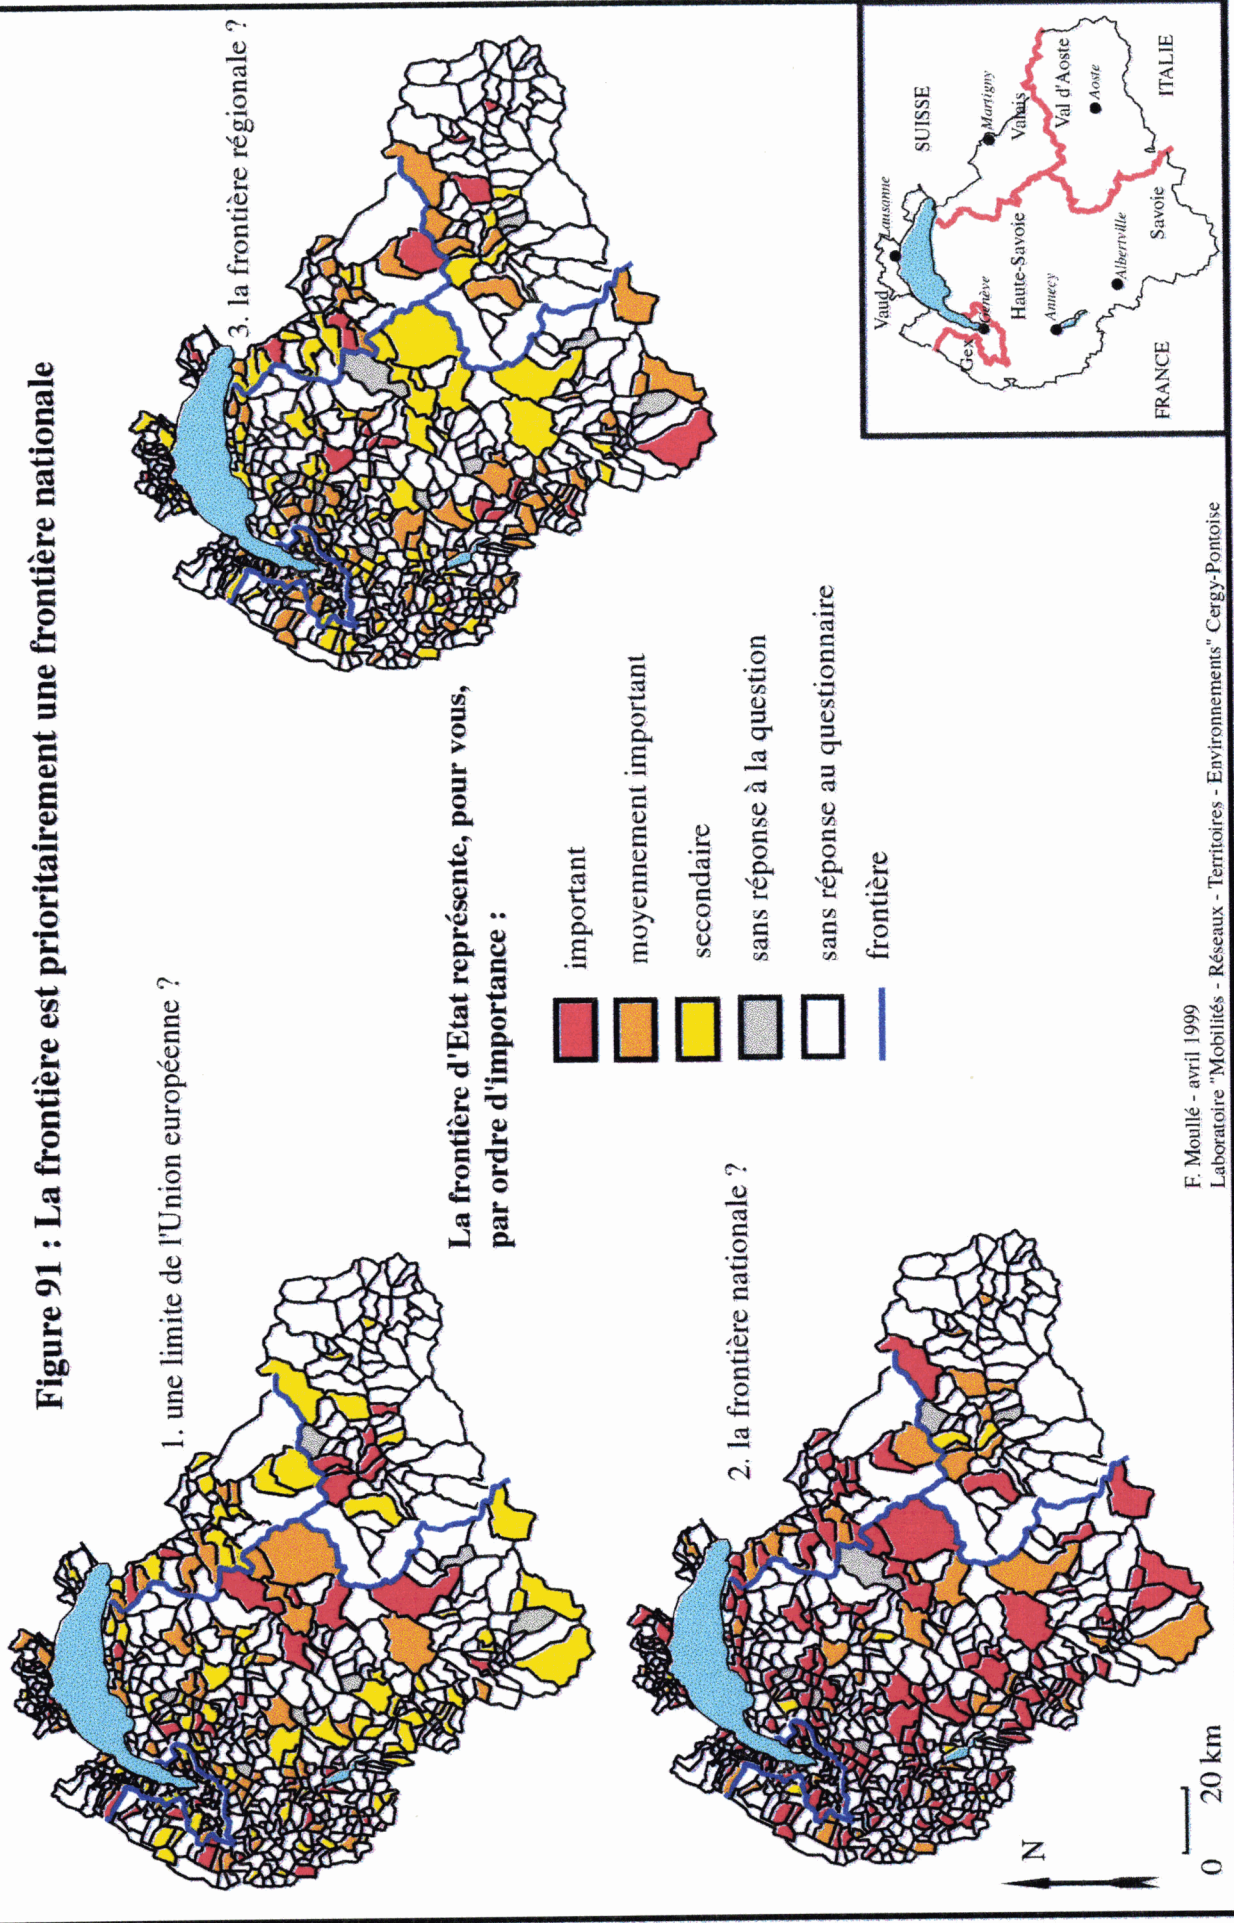 Figure 91 : La frontière est prioritairement une frontière nationale
1. une limite de l'Union européenne ?
3. la frontière régionale ?
La frontière d'Etat représente, pour vous,
par ordre d'importance :
important
moyennement important
secondaire
sans réponse à la question
sans réponse au questionnaire
frontière
2. la frontière nationale ?
N
0 20 km
F. Moullé - avril 1999
Laboratoire "Mobilités - Réseaux - Territoires - Environnements" Cergy-Pontoise
Vaud
Lausanne
SUISSE
Gex
Genève
Martigny
Haute-Savoie
Valais
Annecy
Val d'Aoste
Aoste
Albertville
Savoie
FRANCE
ITALIE